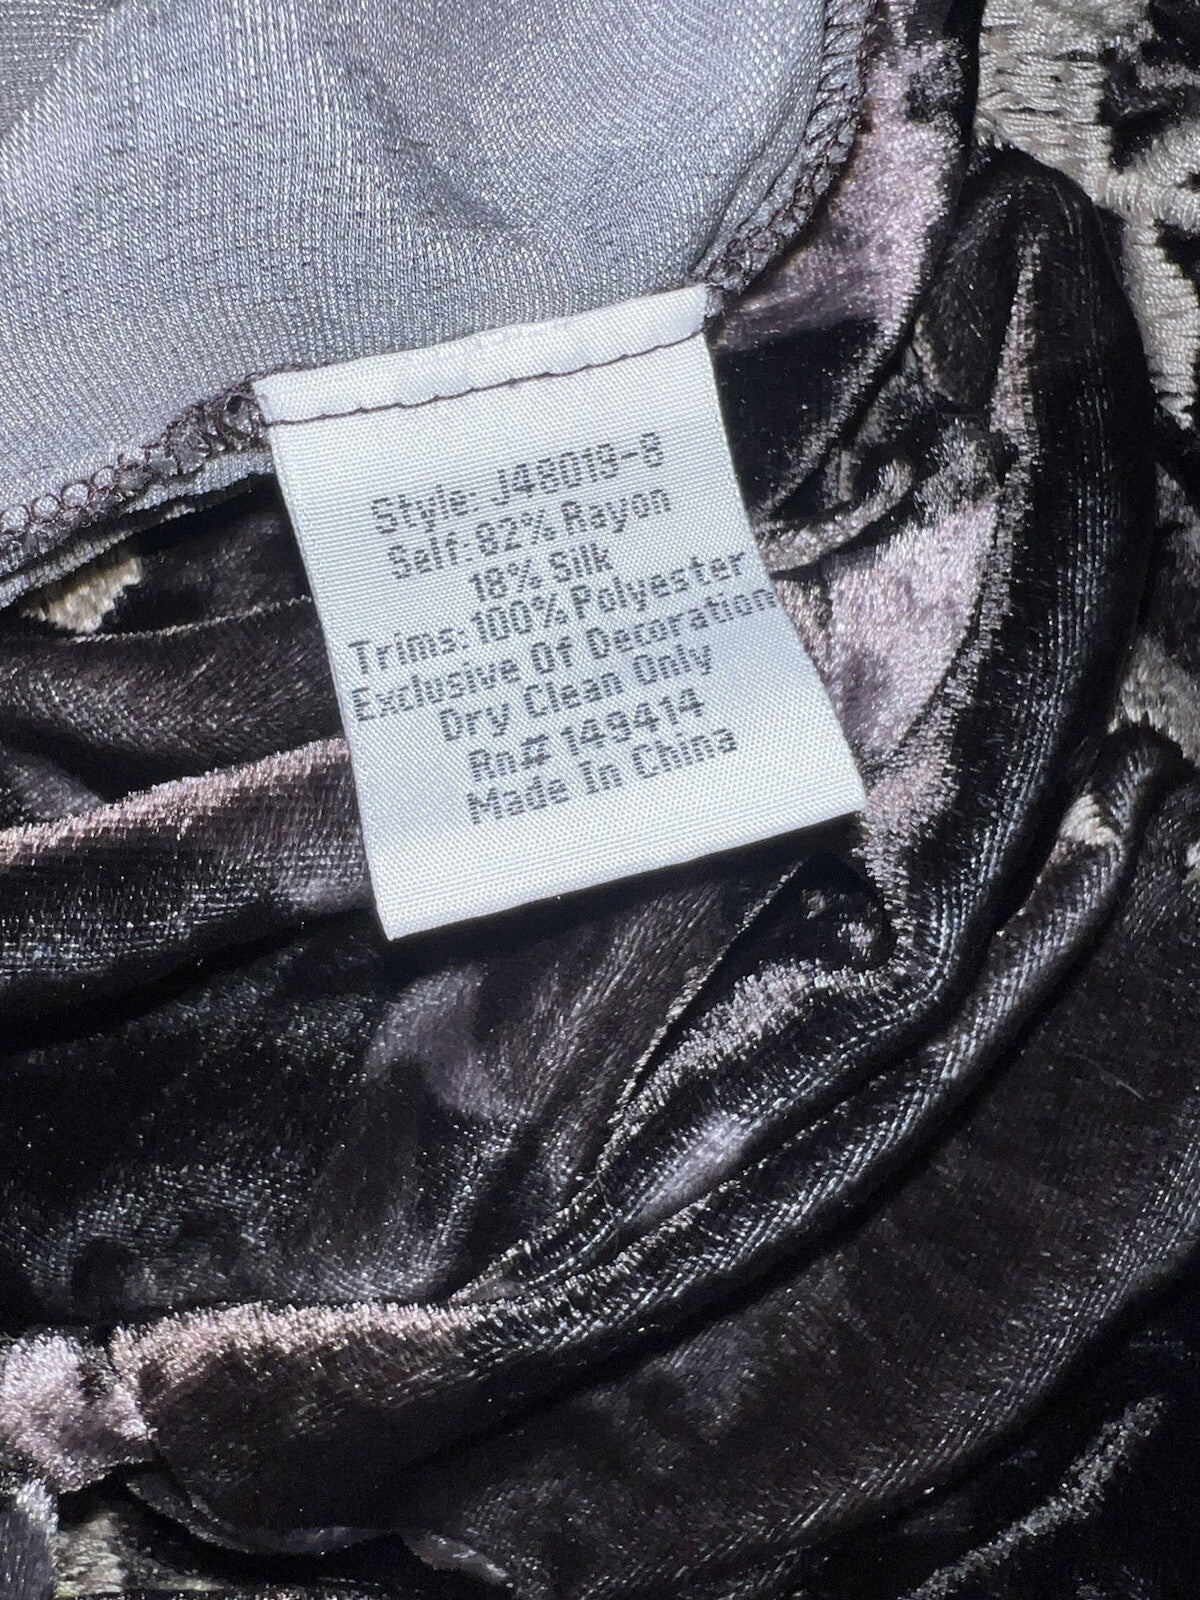 Style: J48019-8
Self: 82% Rayon
18% Silk
Trims: 100% Polyester
Exclusive Of Decoration
Dry Clean Only
Rn# 149414
Made In China